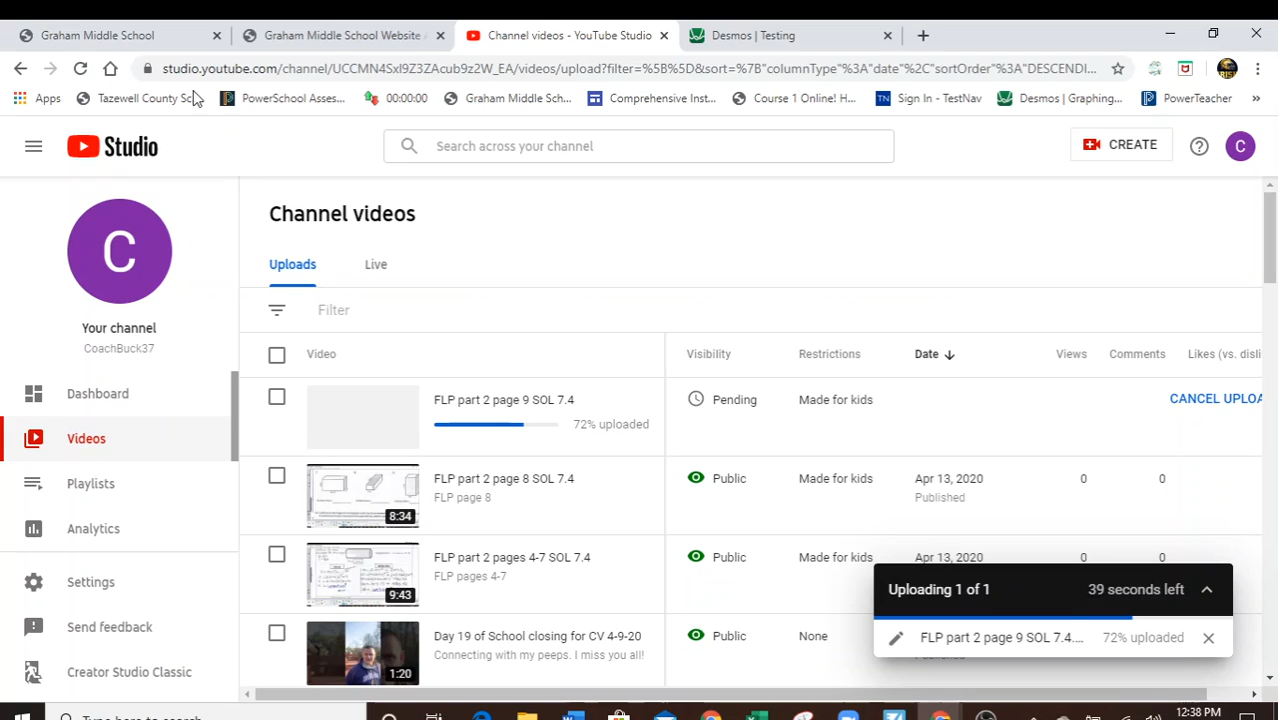 Graham Middle School
Graham Middle School Website A
Channel videos - YouTube Studio
Desmos | Testing
studio.youtube.com/channel/UCCMN4SxI9Z3ZAcub9z2W_EA/videos/upload?filter=%5B%5D&sort=%7B"columnType"%3A"date"%2C"sortOrder"%3A"DESCENDI...
Apps
Tazewell County Sc
PowerSchool Asses...
00:00:00
Graham Middle Sch...
Comprehensive Inst...
Course 1 Online! H...
TN Sign In - TestNav
Desmos | Graphing...
PowerTeacher
Studio
Search across your channel
CREATE
C
C
Your channel
CoachBuck37
Dashboard
Videos
Playlists
Analytics
Settings
Send feedback
Creator Studio Classic
Channel videos
Uploads Live
Filter
Video Visibility Restrictions Date Views Comments Likes (vs. disli
FLP part 2 page 9 SOL 7.4 Pending Made for kids CANCEL UPLOA
72% uploaded
FLP part 2 page 8 SOL 7.4 Public Made for kids Apr 13, 2020 0 0
FLP page 8 Published
8:34
FLP part 2 pages 4-7 SOL 7.4 Public Made for kids Apr 13, 2020 0 0
FLP pages 4-7
9:43
Day 19 of School closing for CV 4-9-20 Public None
Connecting with my peeps. I miss you all!
1:20
Uploading 1 of 1 39 seconds left
FLP part 2 page 9 SOL 7.4.... 72% uploaded
Type here to search
12:38 PM